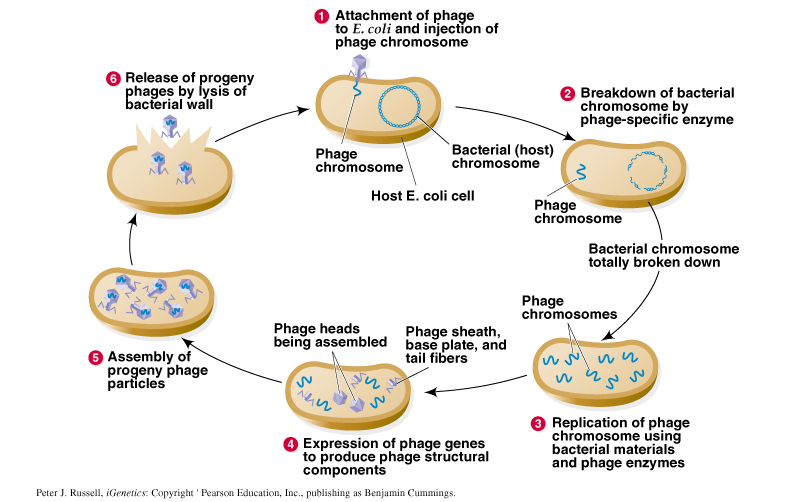 1 Attachment of phage
to E. coli and injection of
phage chromosome
Phage
chromosome
Bacterial (host)
chromosome
Host E. coli cell
2 Breakdown of bacterial
chromosome by
phage-specific enzyme
Phage
chromosome
Bacterial chromosome
totally broken down
Phage
chromosomes
3 Replication of phage
chromosome using
bacterial materials
and phage enzymes
Phage heads
being assembled
Phage sheath,
base plate, and
tail fibers
4 Expression of phage genes
to produce phage structural
components
5 Assembly of
progeny phage
particles
6 Release of progeny
phages by lysis of
bacterial wall
Peter J. Russell, iGenetics: Copyright ' Pearson Education, Inc., publishing as Benjamin Cummings.